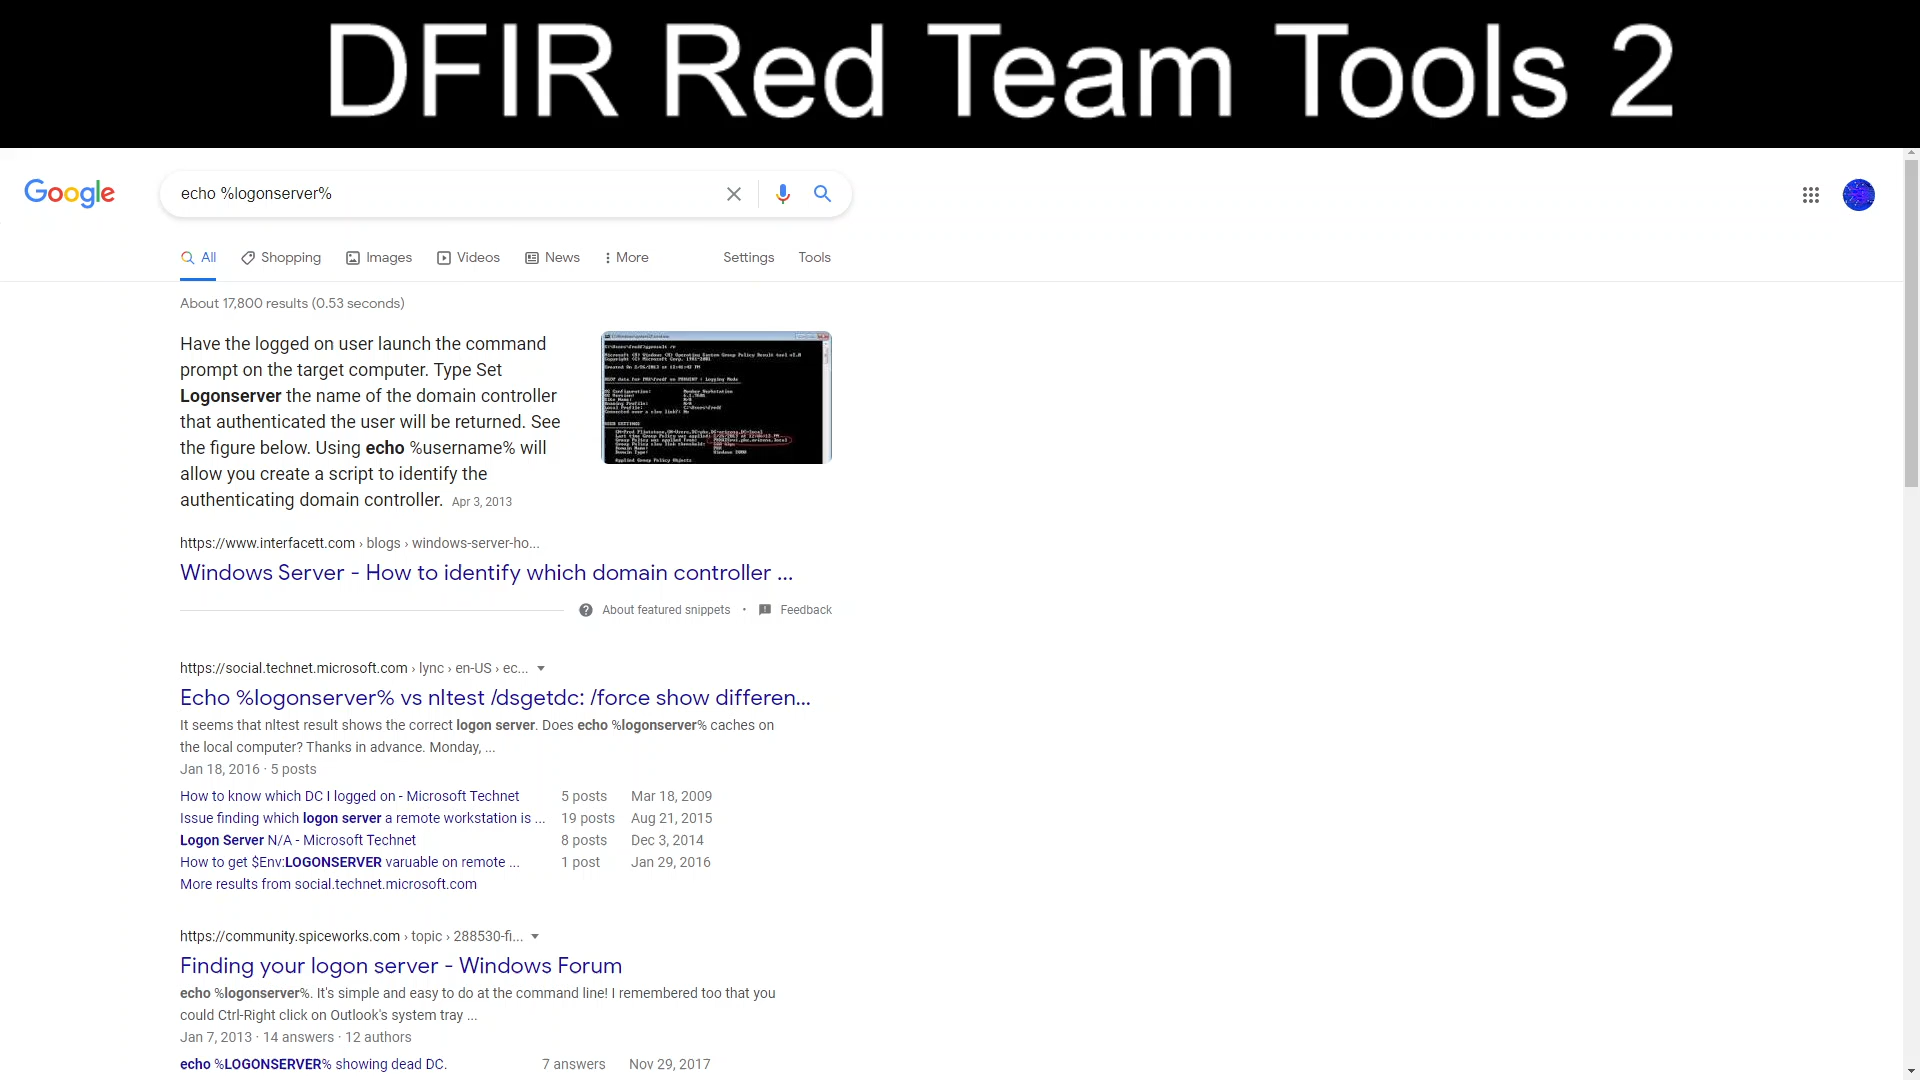 DFIR Red Team Tools 2
Google
echo %logonserver%
All Shopping Images Videos News More Settings Tools
About 17,800 results (0.53 seconds)
Have the logged on user launch the command
prompt on the target computer. Type Set
Logonserver the name of the domain controller
that authenticated the user will be returned. See
the figure below. Using echo %username% will
allow you create a script to identify the
authenticating domain controller. Apr 3, 2013
https://www.interfacett.com › blogs › windows-server-ho...
Windows Server - How to identify which domain controller ...
About featured snippets • Feedback
https://social.technet.microsoft.com › lync › en-US › ec...
Echo %logonserver% vs nltest /dsgetdc: /force show differen...
It seems that nltest result shows the correct logon server. Does echo %logonserver% caches on
the local computer? Thanks in advance. Monday, ...
Jan 18, 2016 · 5 posts
How to know which DC I logged on - Microsoft Technet 5 posts Mar 18, 2009
Issue finding which logon server a remote workstation is ... 19 posts Aug 21, 2015
Logon Server N/A - Microsoft Technet 8 posts Dec 3, 2014
How to get $Env:LOGONSERVER varuable on remote ... 1 post Jan 29, 2016
More results from social.technet.microsoft.com
https://community.spiceworks.com › topic › 288530-fi...
Finding your logon server - Windows Forum
echo %logonserver%. It's simple and easy to do at the command line! I remembered too that you
could Ctrl-Right click on Outlook's system tray ...
Jan 7, 2013 · 14 answers · 12 authors
echo %LOGONSERVER% showing dead DC. 7 answers Nov 29, 2017